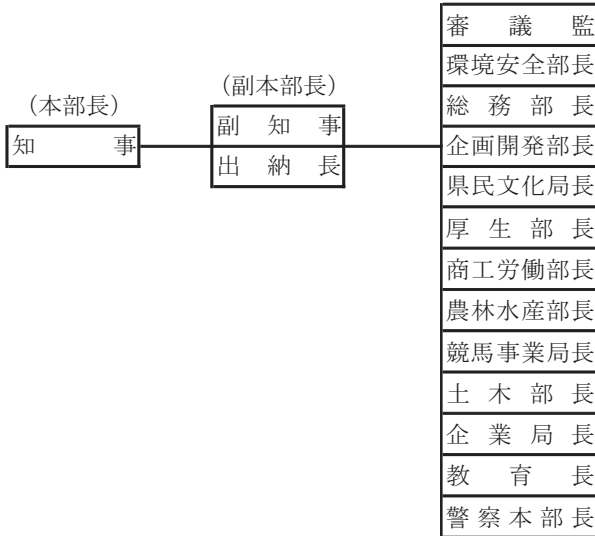 (本部長)
知事
(副本部長)
副知事
出納長
審議監
環境安全部長
総務部長
企画開発部長
県民文化局長
厚生部長
商工労働部長
農林水産部長
競馬事業局長
土木部長
企業局長
教育長
警察本部長